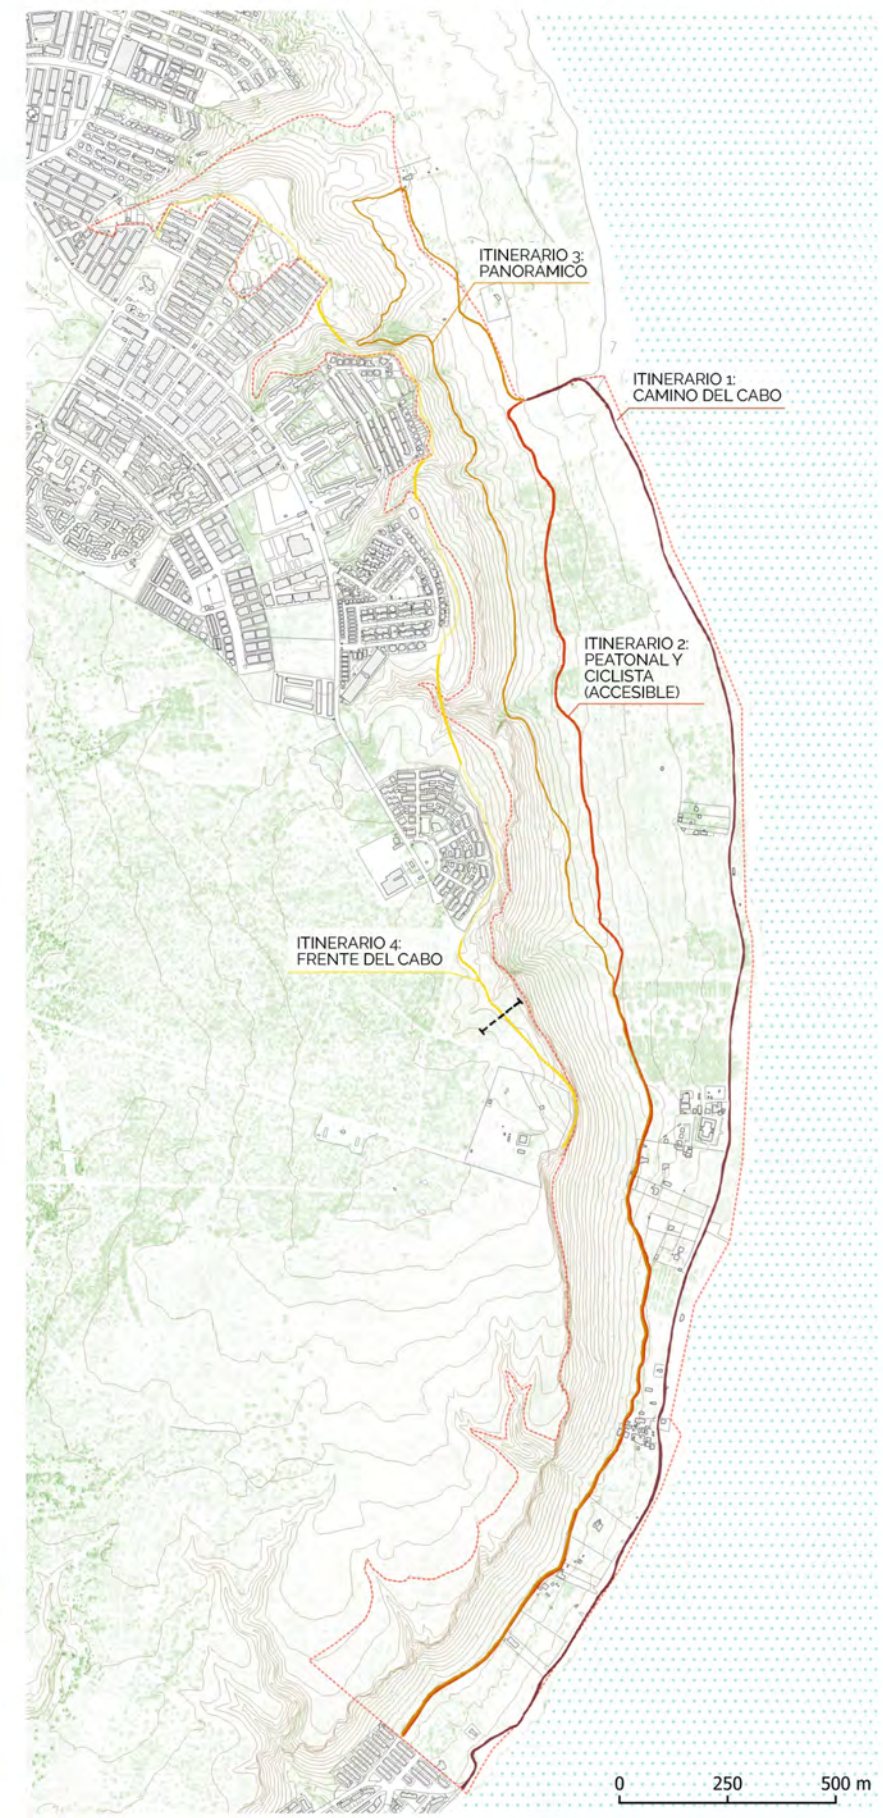 ITINERARIO 3:
PANORAMICO
ITINERARIO 1:
CAMINO DEL CABO
ITINERARIO 2:
PEATONAL Y
CICLISTA
(ACCESIBLE)
ITINERARIO 4:
FRENTE DEL CABO
0 250 500 m